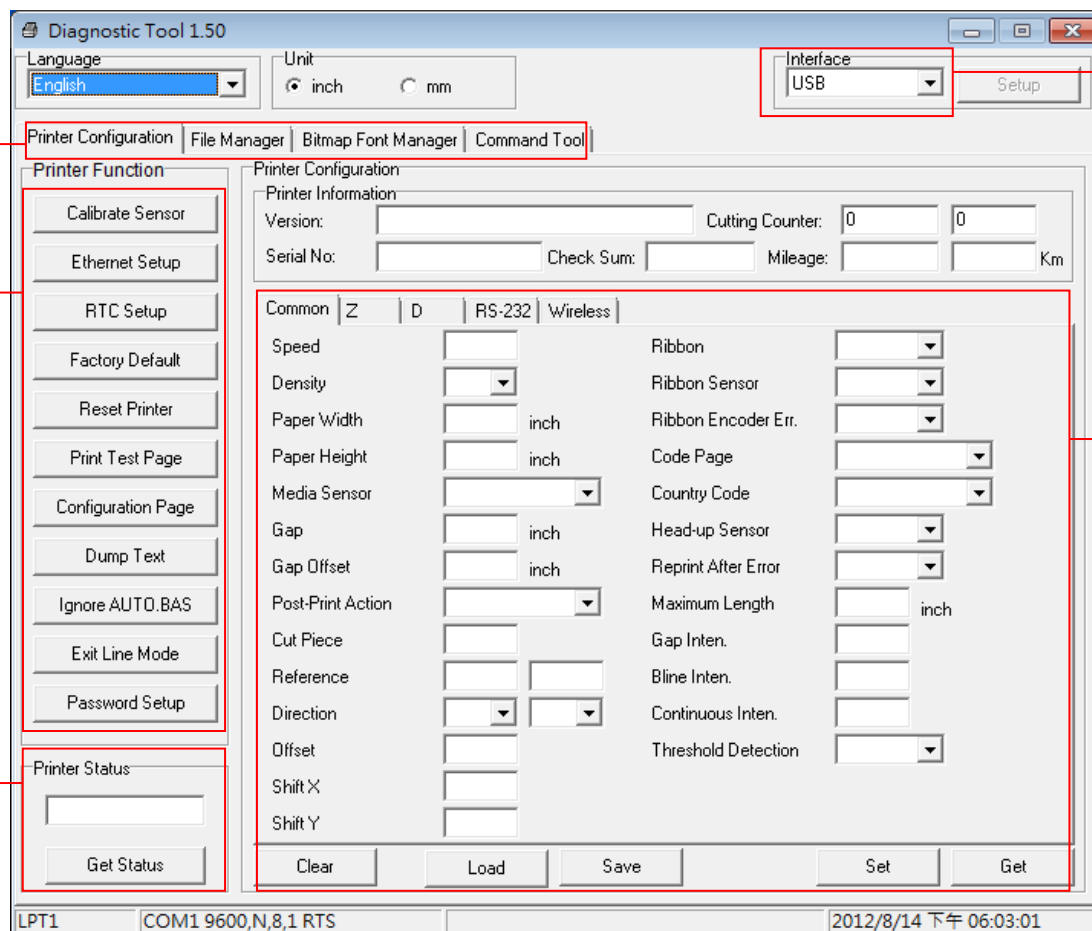 Diagnostic Tool 1.50
Language
English
Unit
inch
mm
Interface
USB
Setup
Printer Configuration
File Manager
Bitmap Font Manager
Command Tool
Printer Function
Calibrate Sensor
Ethernet Setup
RTC Setup
Factory Default
Reset Printer
Print Test Page
Configuration Page
Dump Text
Ignore AUTO.BAS
Exit Line Mode
Password Setup
Printer Status
Get Status
Printer Configuration
Printer Information
Version:
Cutting Counter: 0 0
Serial No:
Check Sum:
Mileage:
Km
Common
Z
D
RS-232
Wireless
Speed
Density
Paper Width inch
Paper Height inch
Media Sensor
Gap inch
Gap Offset inch
Post-Print Action
Cut Piece
Reference
Direction
Offset
Shift X
Shift Y
Ribbon
Ribbon Sensor
Ribbon Encoder Err.
Code Page
Country Code
Head-up Sensor
Reprint After Error
Maximum Length inch
Gap Inten.
Bline Inten.
Continuous Inten.
Threshold Detection
Clear
Load
Save
Set
Get
LPT1
COM1 9600,N,8,1 RTS
2012/8/14 下午 06:03:01